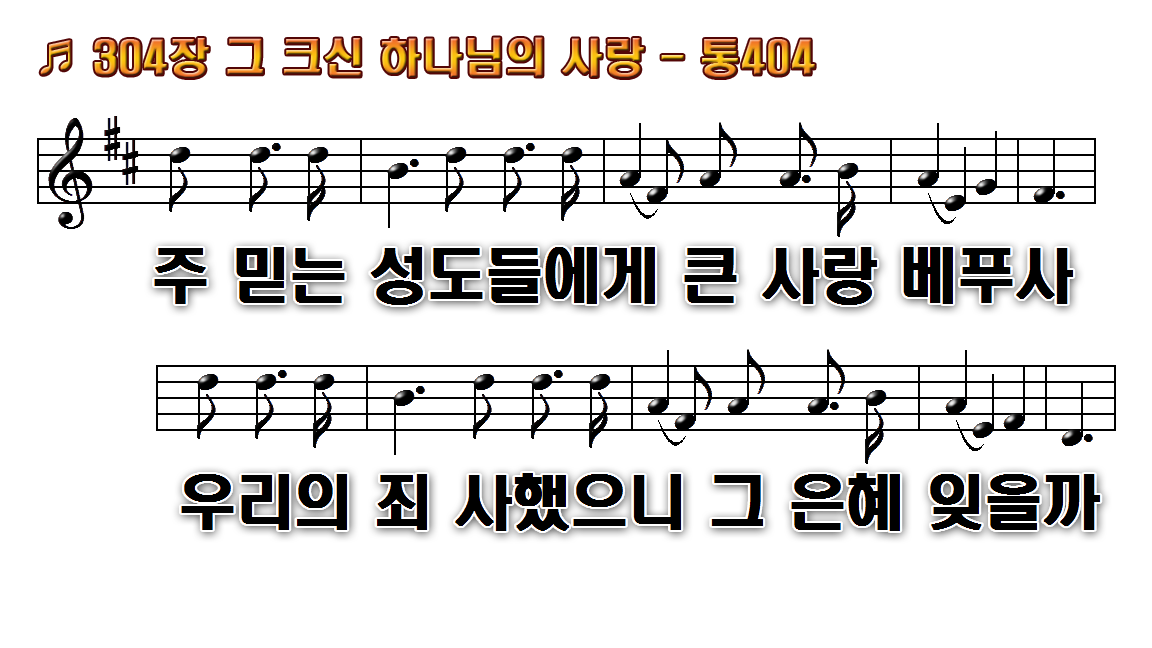 ♬ 304장 그 크신 하나님의 사랑 - 통404
주 믿는 성도들에게 큰 사랑 베푸사
우리의 죄 사했으니 그 은혜 잊을까